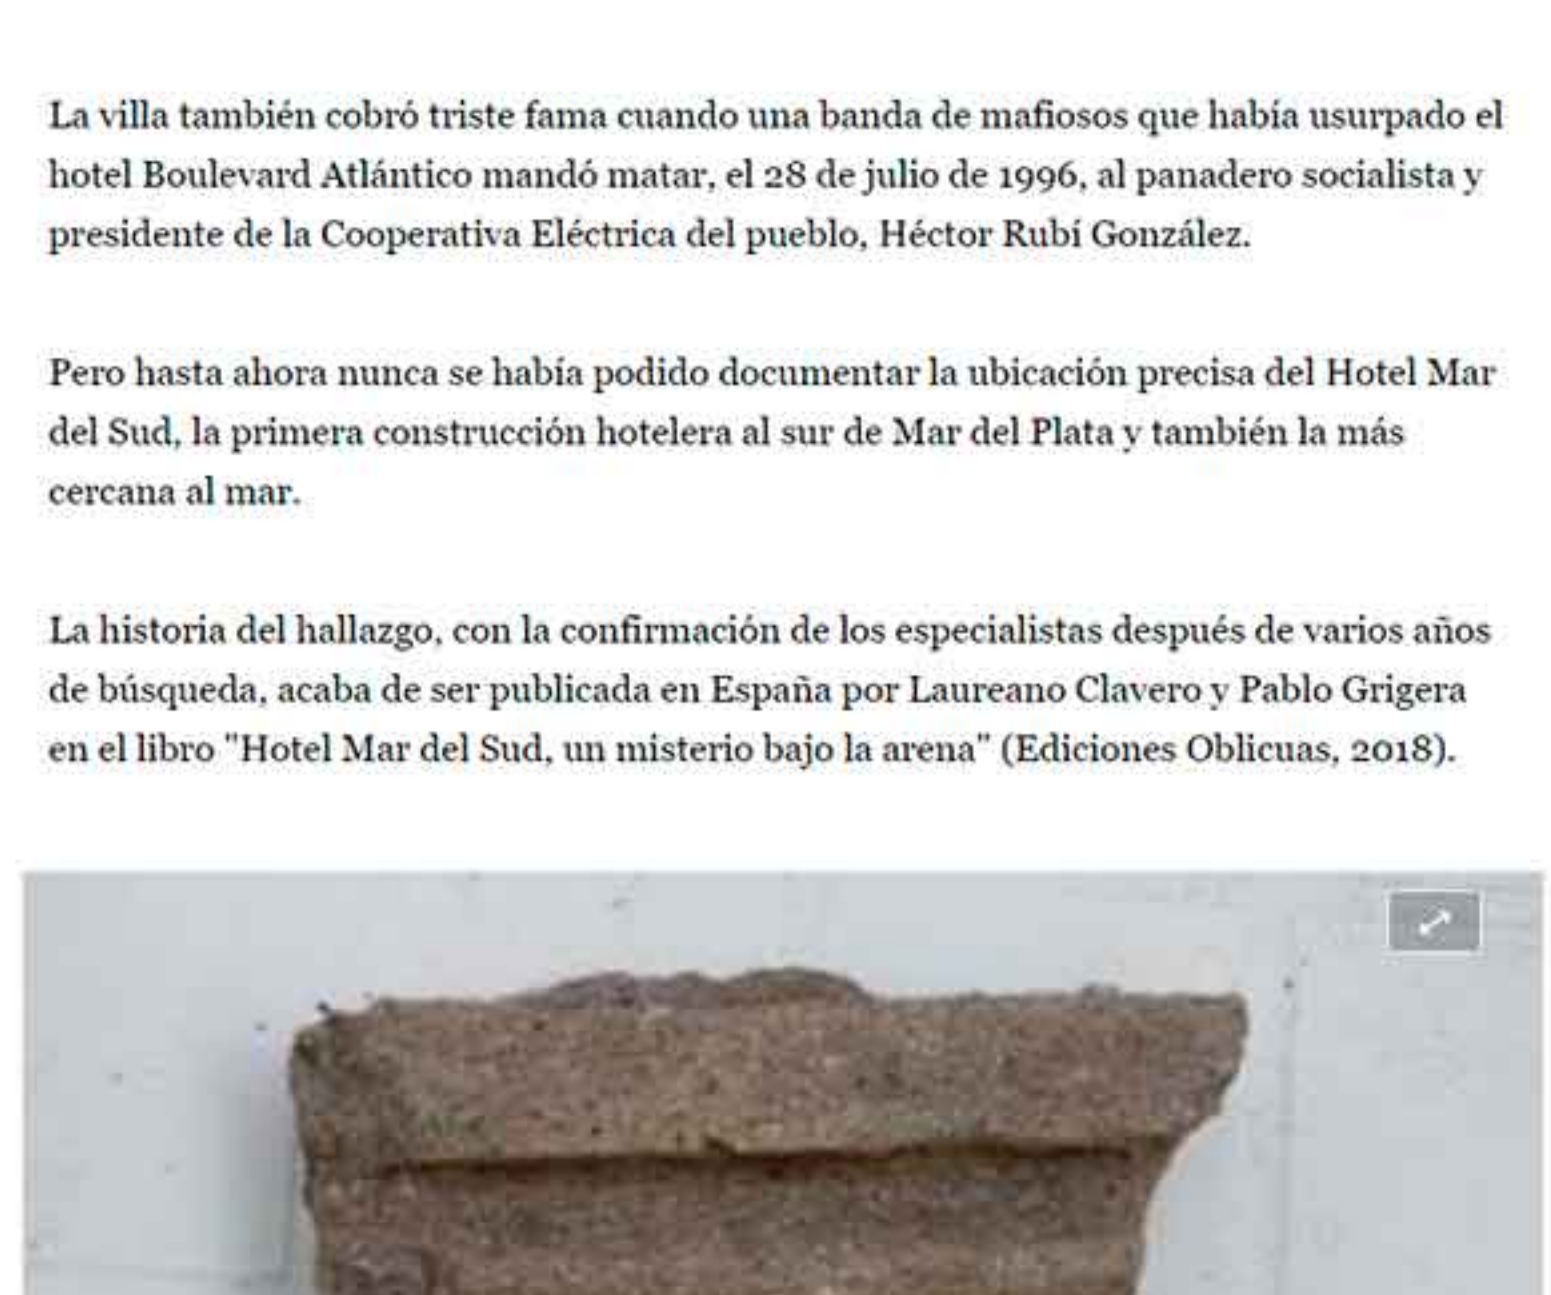 La villa también cobró triste fama cuando una banda de mafiosos que había usurpado el
hotel Boulevard Atlántico mandó matar, el 28 de julio de 1996, al panadero socialista y
presidente de la Cooperativa Eléctrica del pueblo, Héctor Rubí González.
Pero hasta ahora nunca se había podido documentar la ubicación precisa del Hotel Mar
del Sud, la primera construcción hotelera al sur de Mar del Plata y también la más
cercana al mar.
La historia del hallazgo, con la confirmación de los especialistas después de varios años
de búsqueda, acaba de ser publicada en España por Laureano Clavero y Pablo Grigera
en el libro "Hotel Mar del Sud, un misterio bajo la arena" (Ediciones Oblicuas, 2018).